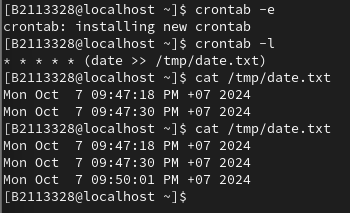 [B2113328@localhost ~]$ crontab -e
crontab: installing new crontab
[B2113328@localhost ~]$ crontab -l
* * * * * (date >> /tmp/date.txt)
[B2113328@localhost ~]$ cat /tmp/date.txt
Mon Oct  7 09:47:18 PM +07 2024
Mon Oct  7 09:47:30 PM +07 2024
[B2113328@localhost ~]$ cat /tmp/date.txt
Mon Oct  7 09:47:18 PM +07 2024
Mon Oct  7 09:47:30 PM +07 2024
Mon Oct  7 09:50:01 PM +07 2024
[B2113328@localhost ~]$